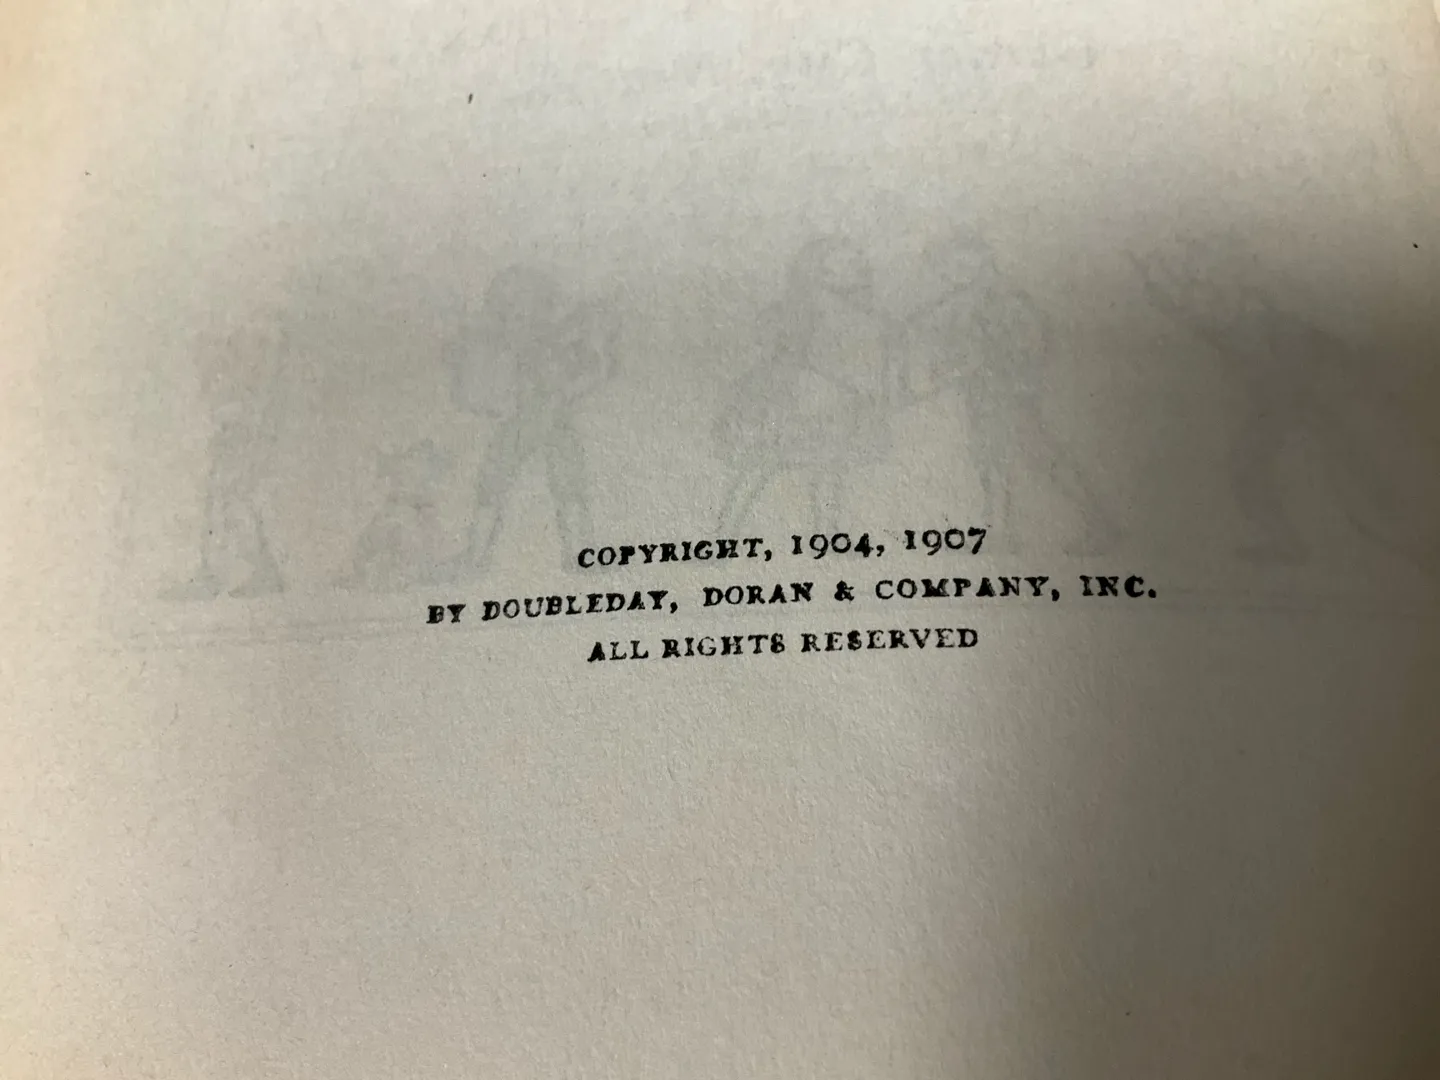 COPYRIGHT, 1904, 1907
BY DOUBLEDAY, DORAN & COMPANY, INC.
ALL RIGHTS RESERVED